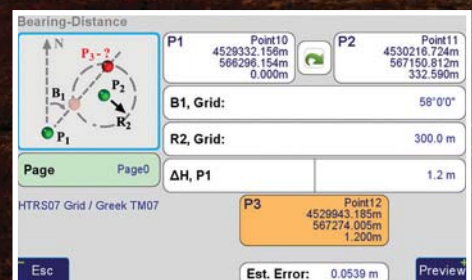 Bearing-Distance
N
P3 - ?
B1
P2
R2
P1
P1 Point10
4529332.156m
566296.154m
0.000m
P2 Point11
4530216.724m
567150.812m
332.590m
B1, Grid: 58°0'0"
R2, Grid: 300.0 m
Page Page0
ΔH, P1 1.2 m
HTRS07 Grid / Greek TM07
P3 Point12
4529943.185m
567274.005m
1.200m
Esc
Est. Error: 0.0539 m
Preview